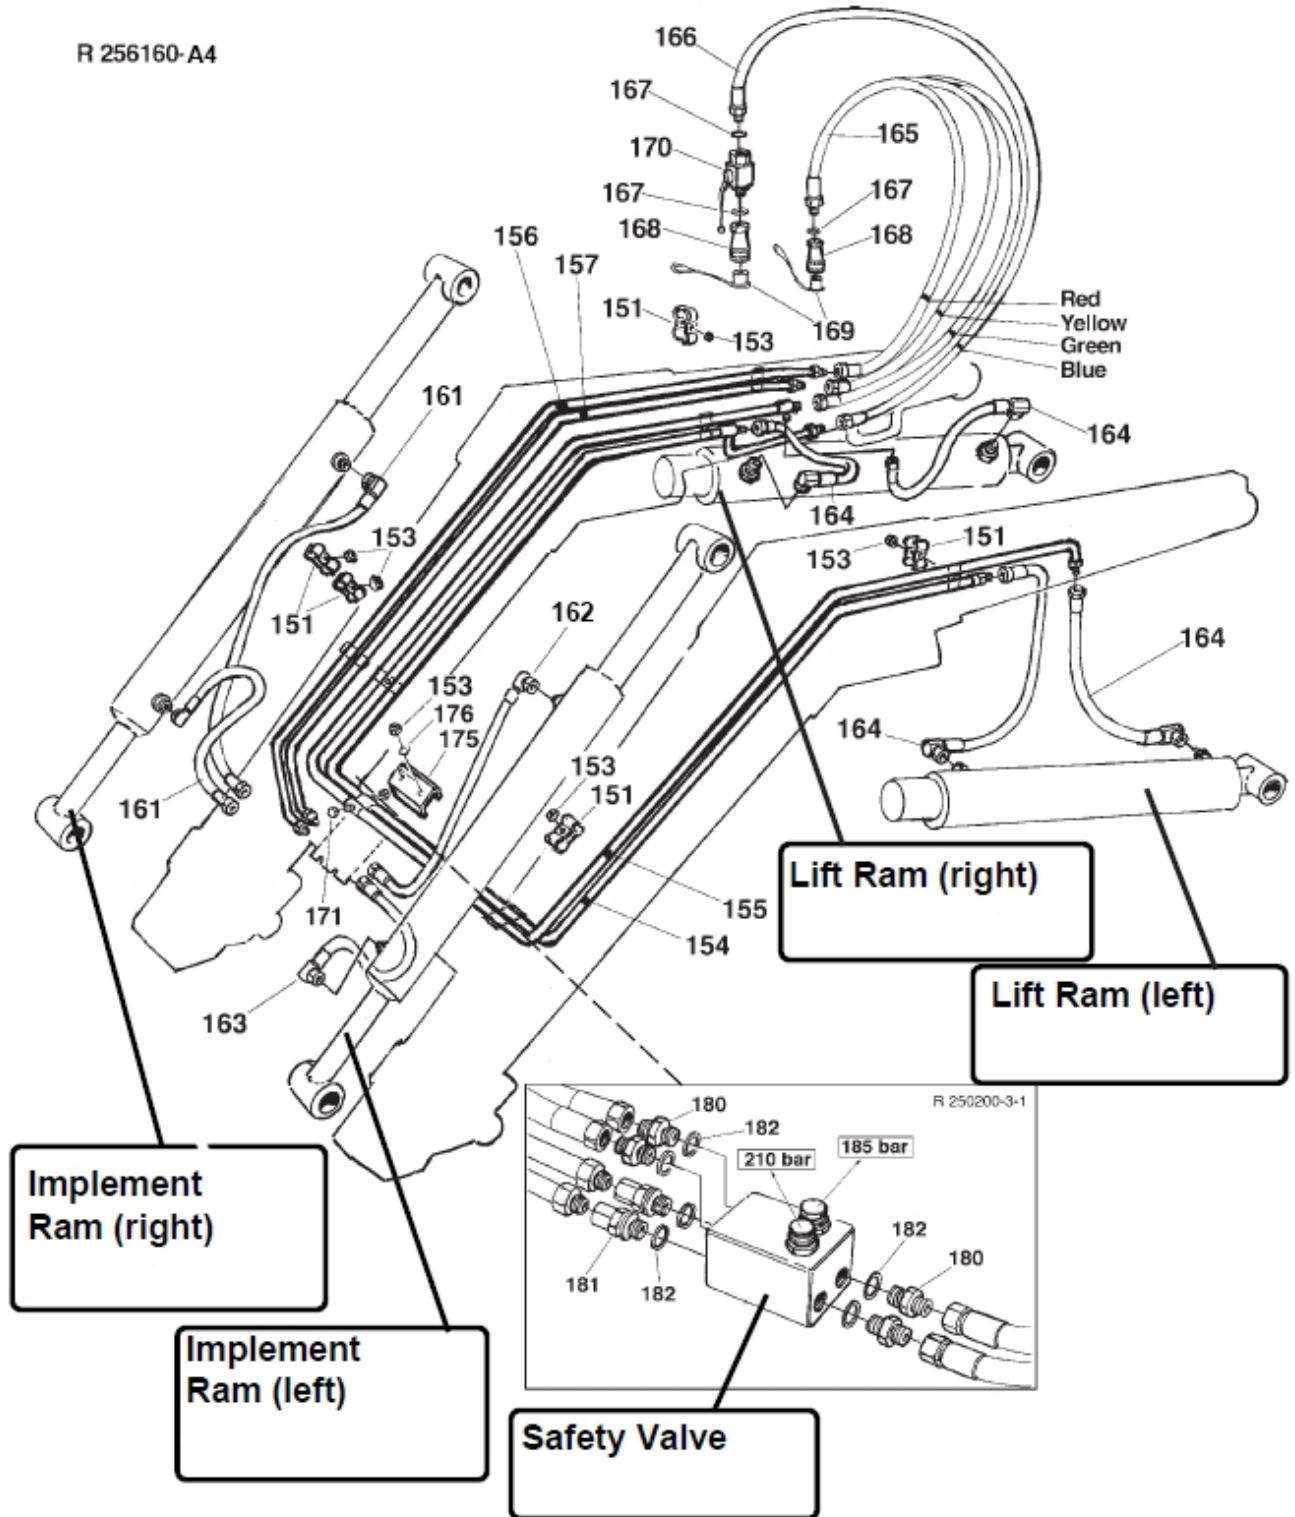 R 256160-A4
166
167
170
165
167
167
168
168
156
157
151
153
169
Red
Yellow
Green
Blue
161
164
153
164
151
153
151
162
164
153
176
175
164
153
151
161
171
155
154
163
Lift Ram (right)
Lift Ram (left)
R 250200-3-1
180
182
185 bar
210 bar
182
180
181
182
Implement
Ram (right)
Implement
Ram (left)
Safety Valve